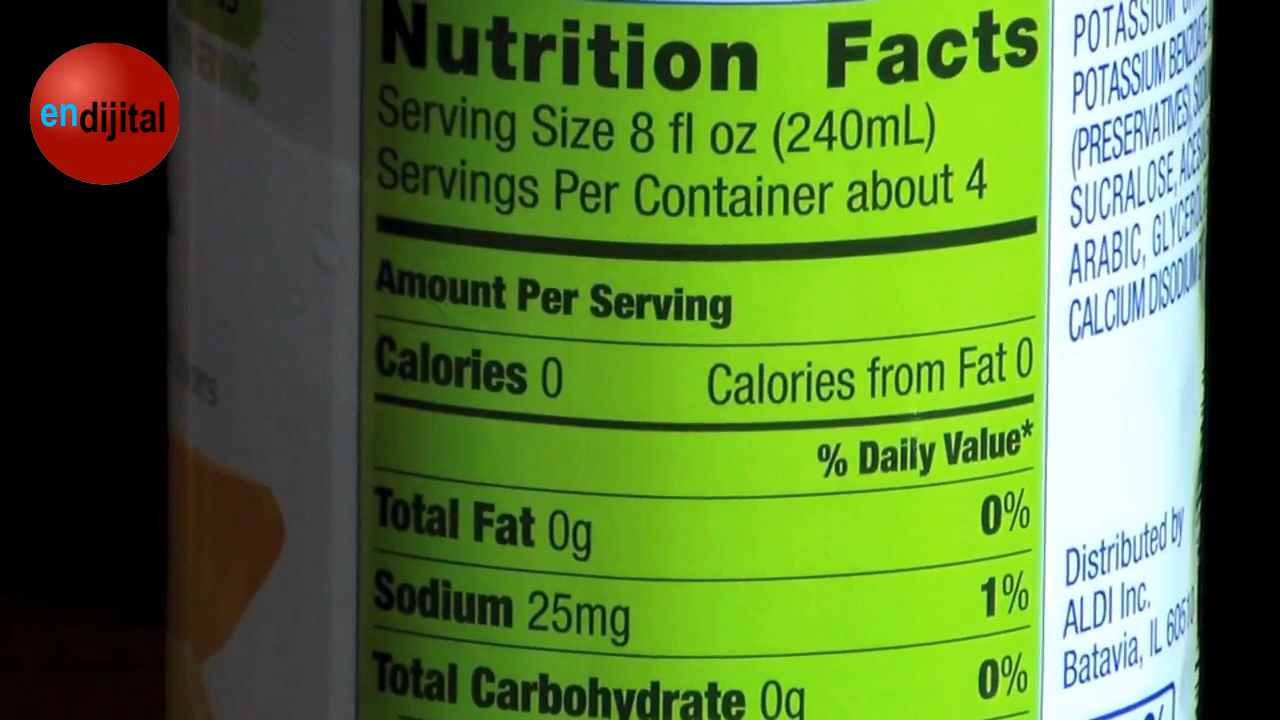 endijital
Nutrition Facts
Serving Size 8 fl oz (240mL)
Servings Per Container about 4
Amount Per Serving
Calories 0 Calories from Fat 0
% Daily Value*
Total Fat 0g 0%
Sodium 25mg 1%
Total Carbohydrate 0g 0%
POTASSIUM
POTASSIUM
(PRESERVATIVES),
SUCRALOSE,
ARABIC,
CALCIUM DISODIUM
Distributed by
ALDI Inc.
Batavia, IL